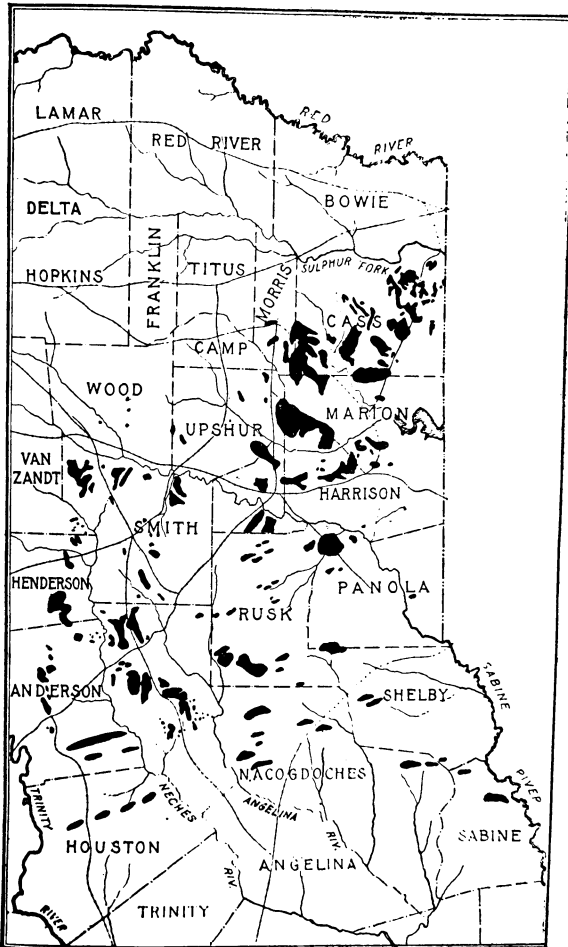 RED
RIVER
LAMAR
RED RIVER
BOWIE
DELTA
FRANKLIN
HOPKINS
TITUS
MORRIS
SULPHUR FORK
CASS
CAMP
WOOD
UPSHUR
MARION
VAN
ZANDT
HARRISON
SMITH
HENDERSON
RUSK
PANOLA
ANDERSON
SHELBY
SABINE
RIVER
NACOGDOCHES
NECHES
ANGELINA
RIV.
TRINITY
HOUSTON
SABINE
ANGELINA
RIV.
TRINITY
RIVER